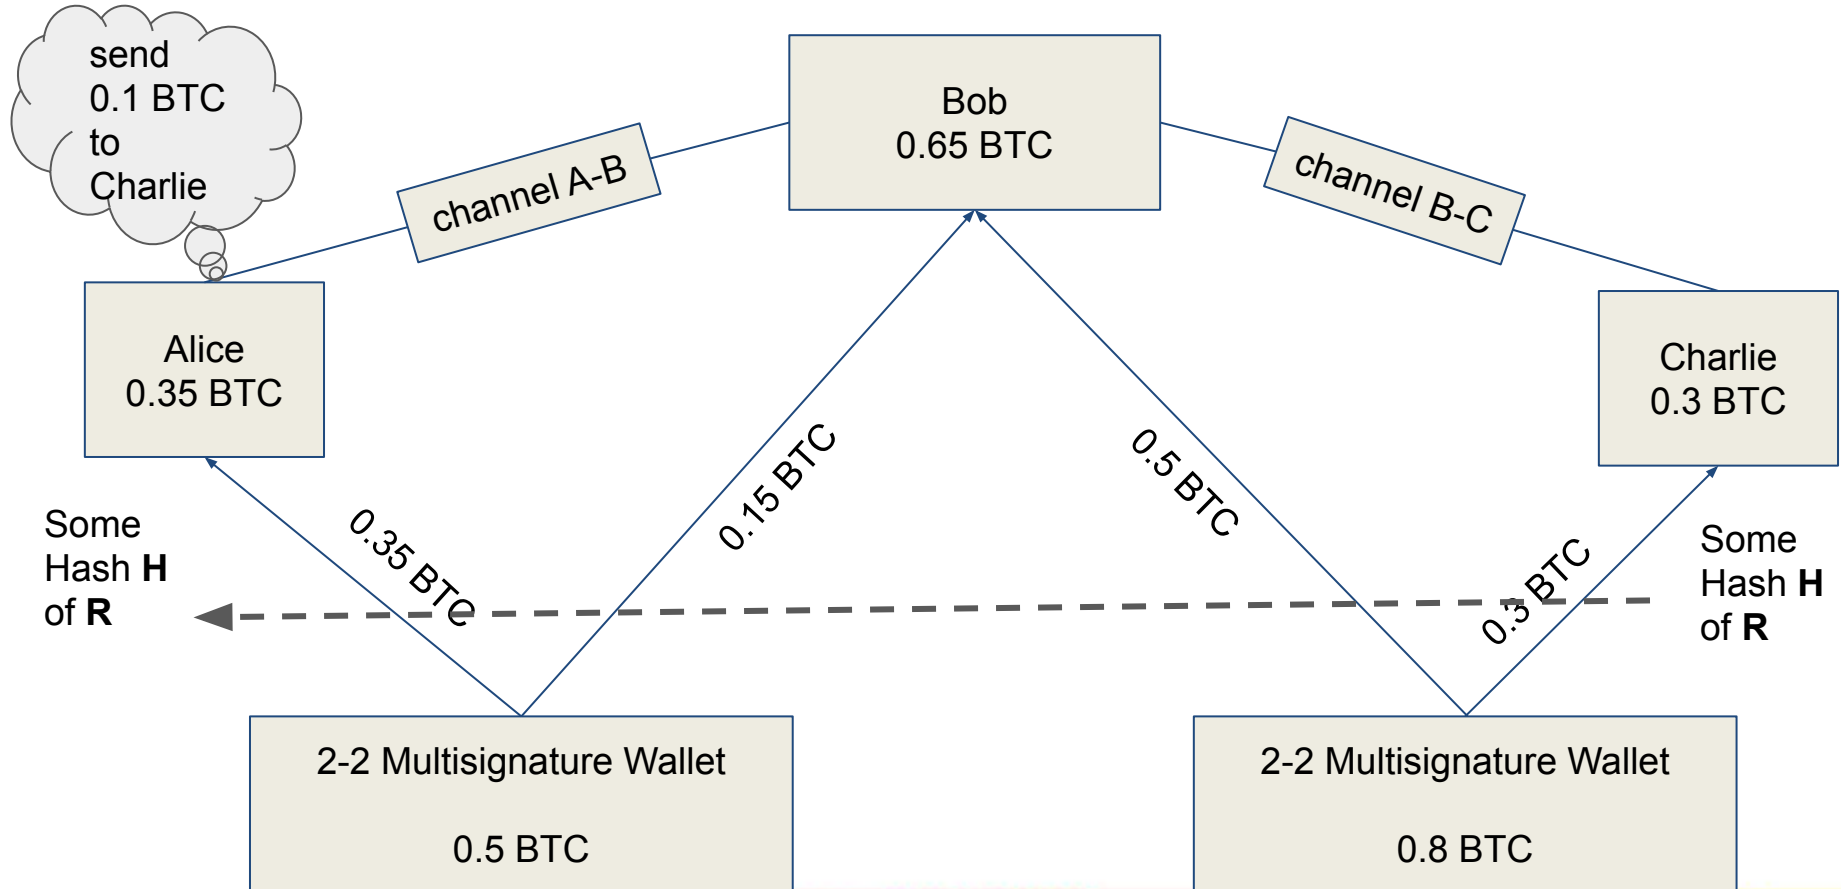 send
0.1 BTC
to
Charlie
Bob
0.65 BTC
channel A-B
channel B-C
Alice
0.35 BTC
Charlie
0.3 BTC
0.35 BTC
0.15 BTC
0.5 BTC
0.3 BTC
Some
Hash H
of R
Some
Hash H
of R
2-2 Multisignature Wallet
0.5 BTC
2-2 Multisignature Wallet
0.8 BTC